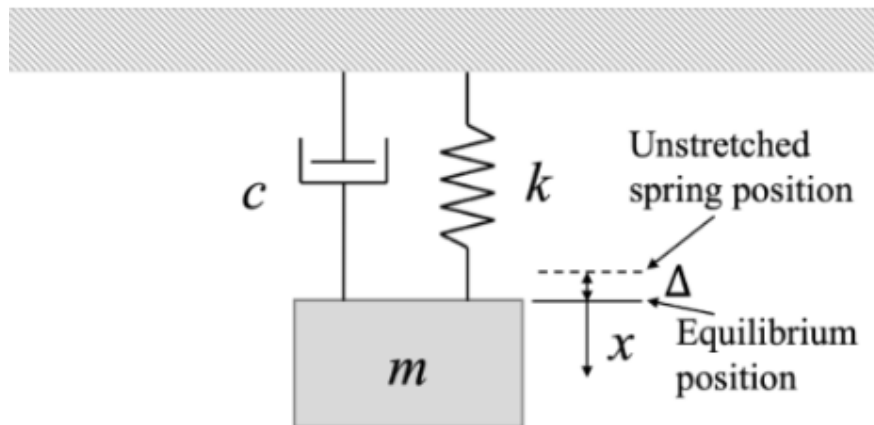 Unstretched
spring position
c
k
Δ
x
Equilibrium
position
m